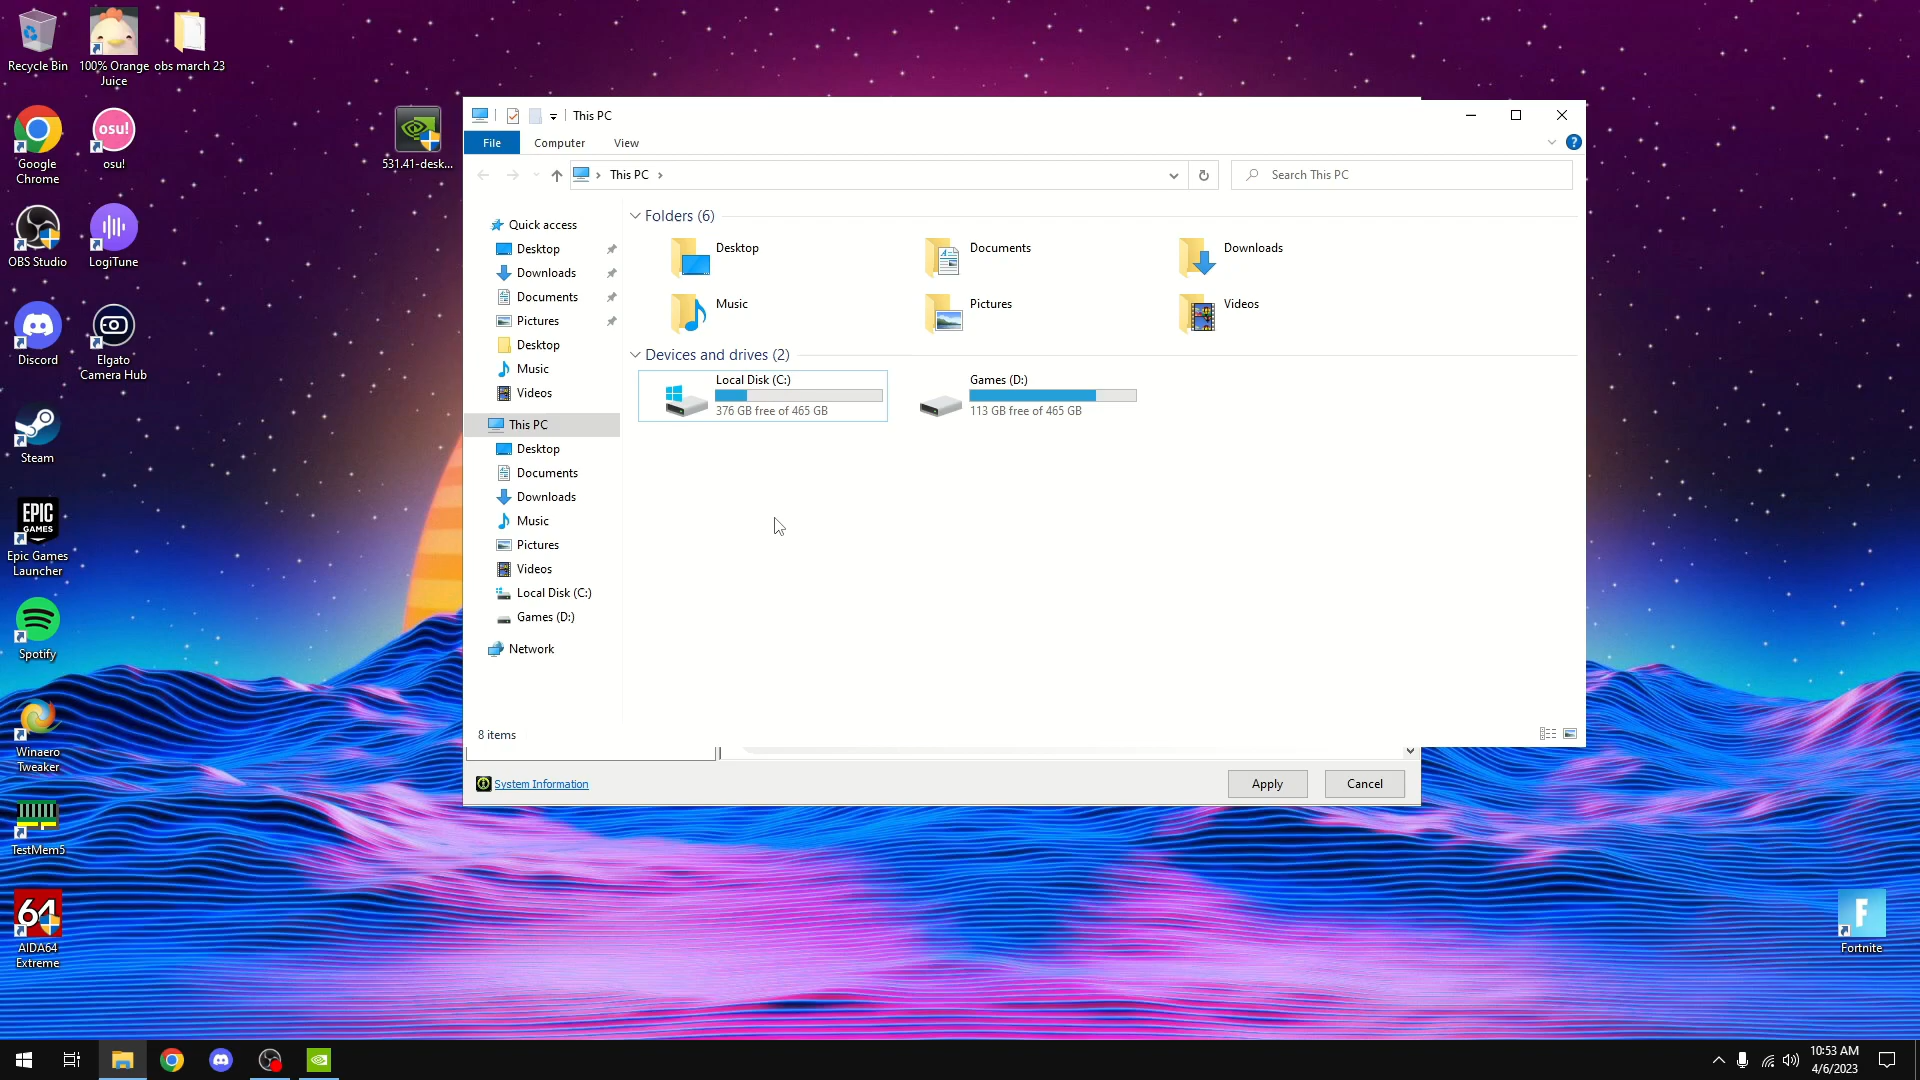 Recycle Bin
100% Orange
Juice
obs march 23
Google
Chrome
osu!
osu!
531.41-desk...
OBS Studio
LogiTune
Discord
Elgato
Camera Hub
Steam
EPIC
GAMES
Epic Games
Launcher
Spotify
Winaero
Tweaker
TestMem5
64
AIDA64
Extreme
F
Fortnite
This PC
File
Computer
View
?
This PC
Search This PC
Quick access
Desktop
Downloads
Documents
Pictures
Desktop
Music
Videos
This PC
Desktop
Documents
Downloads
Music
Pictures
Videos
Local Disk (C:)
Games (D:)
Network
Folders (6)
Desktop
Documents
Downloads
Music
Pictures
Videos
Devices and drives (2)
Local Disk (C:)
376 GB free of 465 GB
Games (D:)
113 GB free of 465 GB
8 items
System Information
Apply
Cancel
10:53 AM
4/6/2023